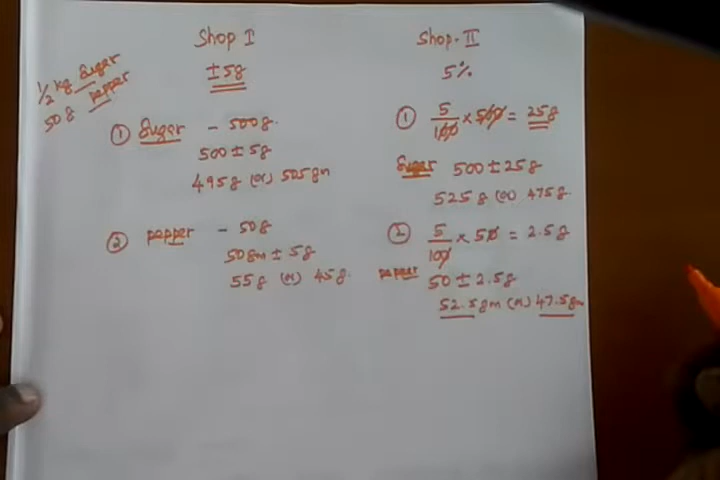 1/2 kg Sugar
50 g pepper
Shop I
±5g
① Sugar - 500g.
500 ± 5g
495g (or) 505gm
② pepper - 50g
50gm ± 5g
55g (or) 45g.
Shop-II
5%
① 5/100 x 500 = 25g
Sugar 500 ± 25g
525g (or) 475g.
② 5/100 x 50 = 2.5g
pepper 50 ± 2.5g
52.5gm (or) 47.5gm